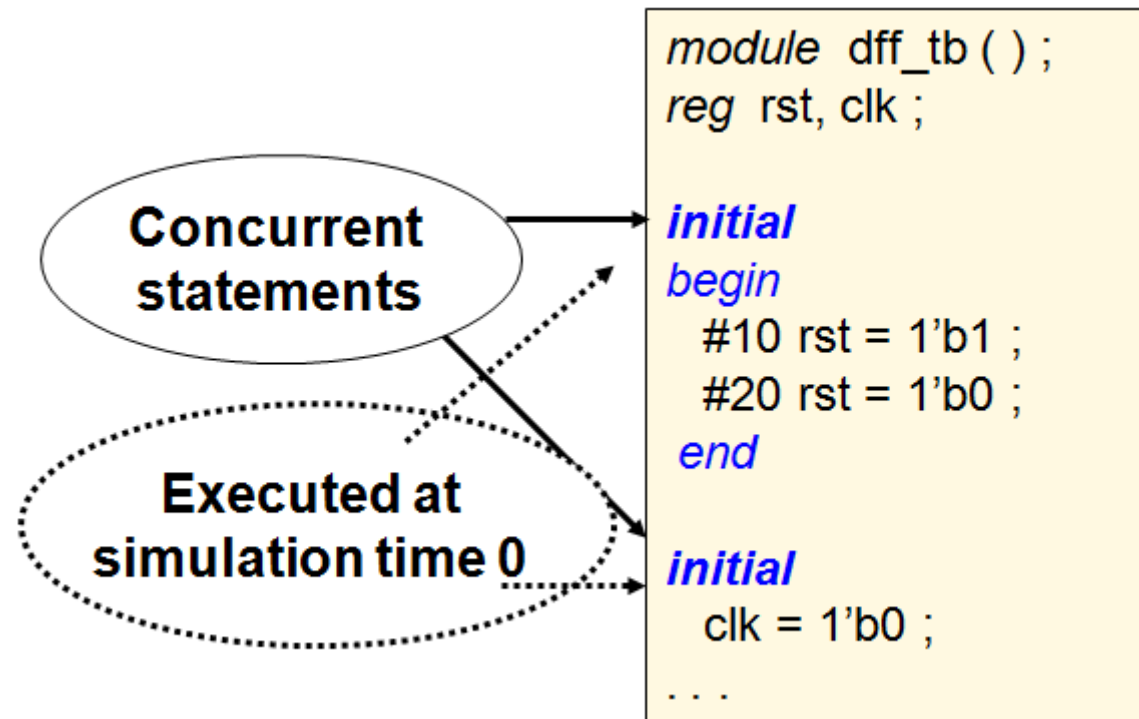 Concurrent
statements
Executed at
simulation time 0
module dff_tb ( ) ;
reg rst, clk ;
initial
begin
#10 rst = 1’b1 ;
#20 rst = 1’b0 ;
end
initial
clk = 1’b0 ;
. . .